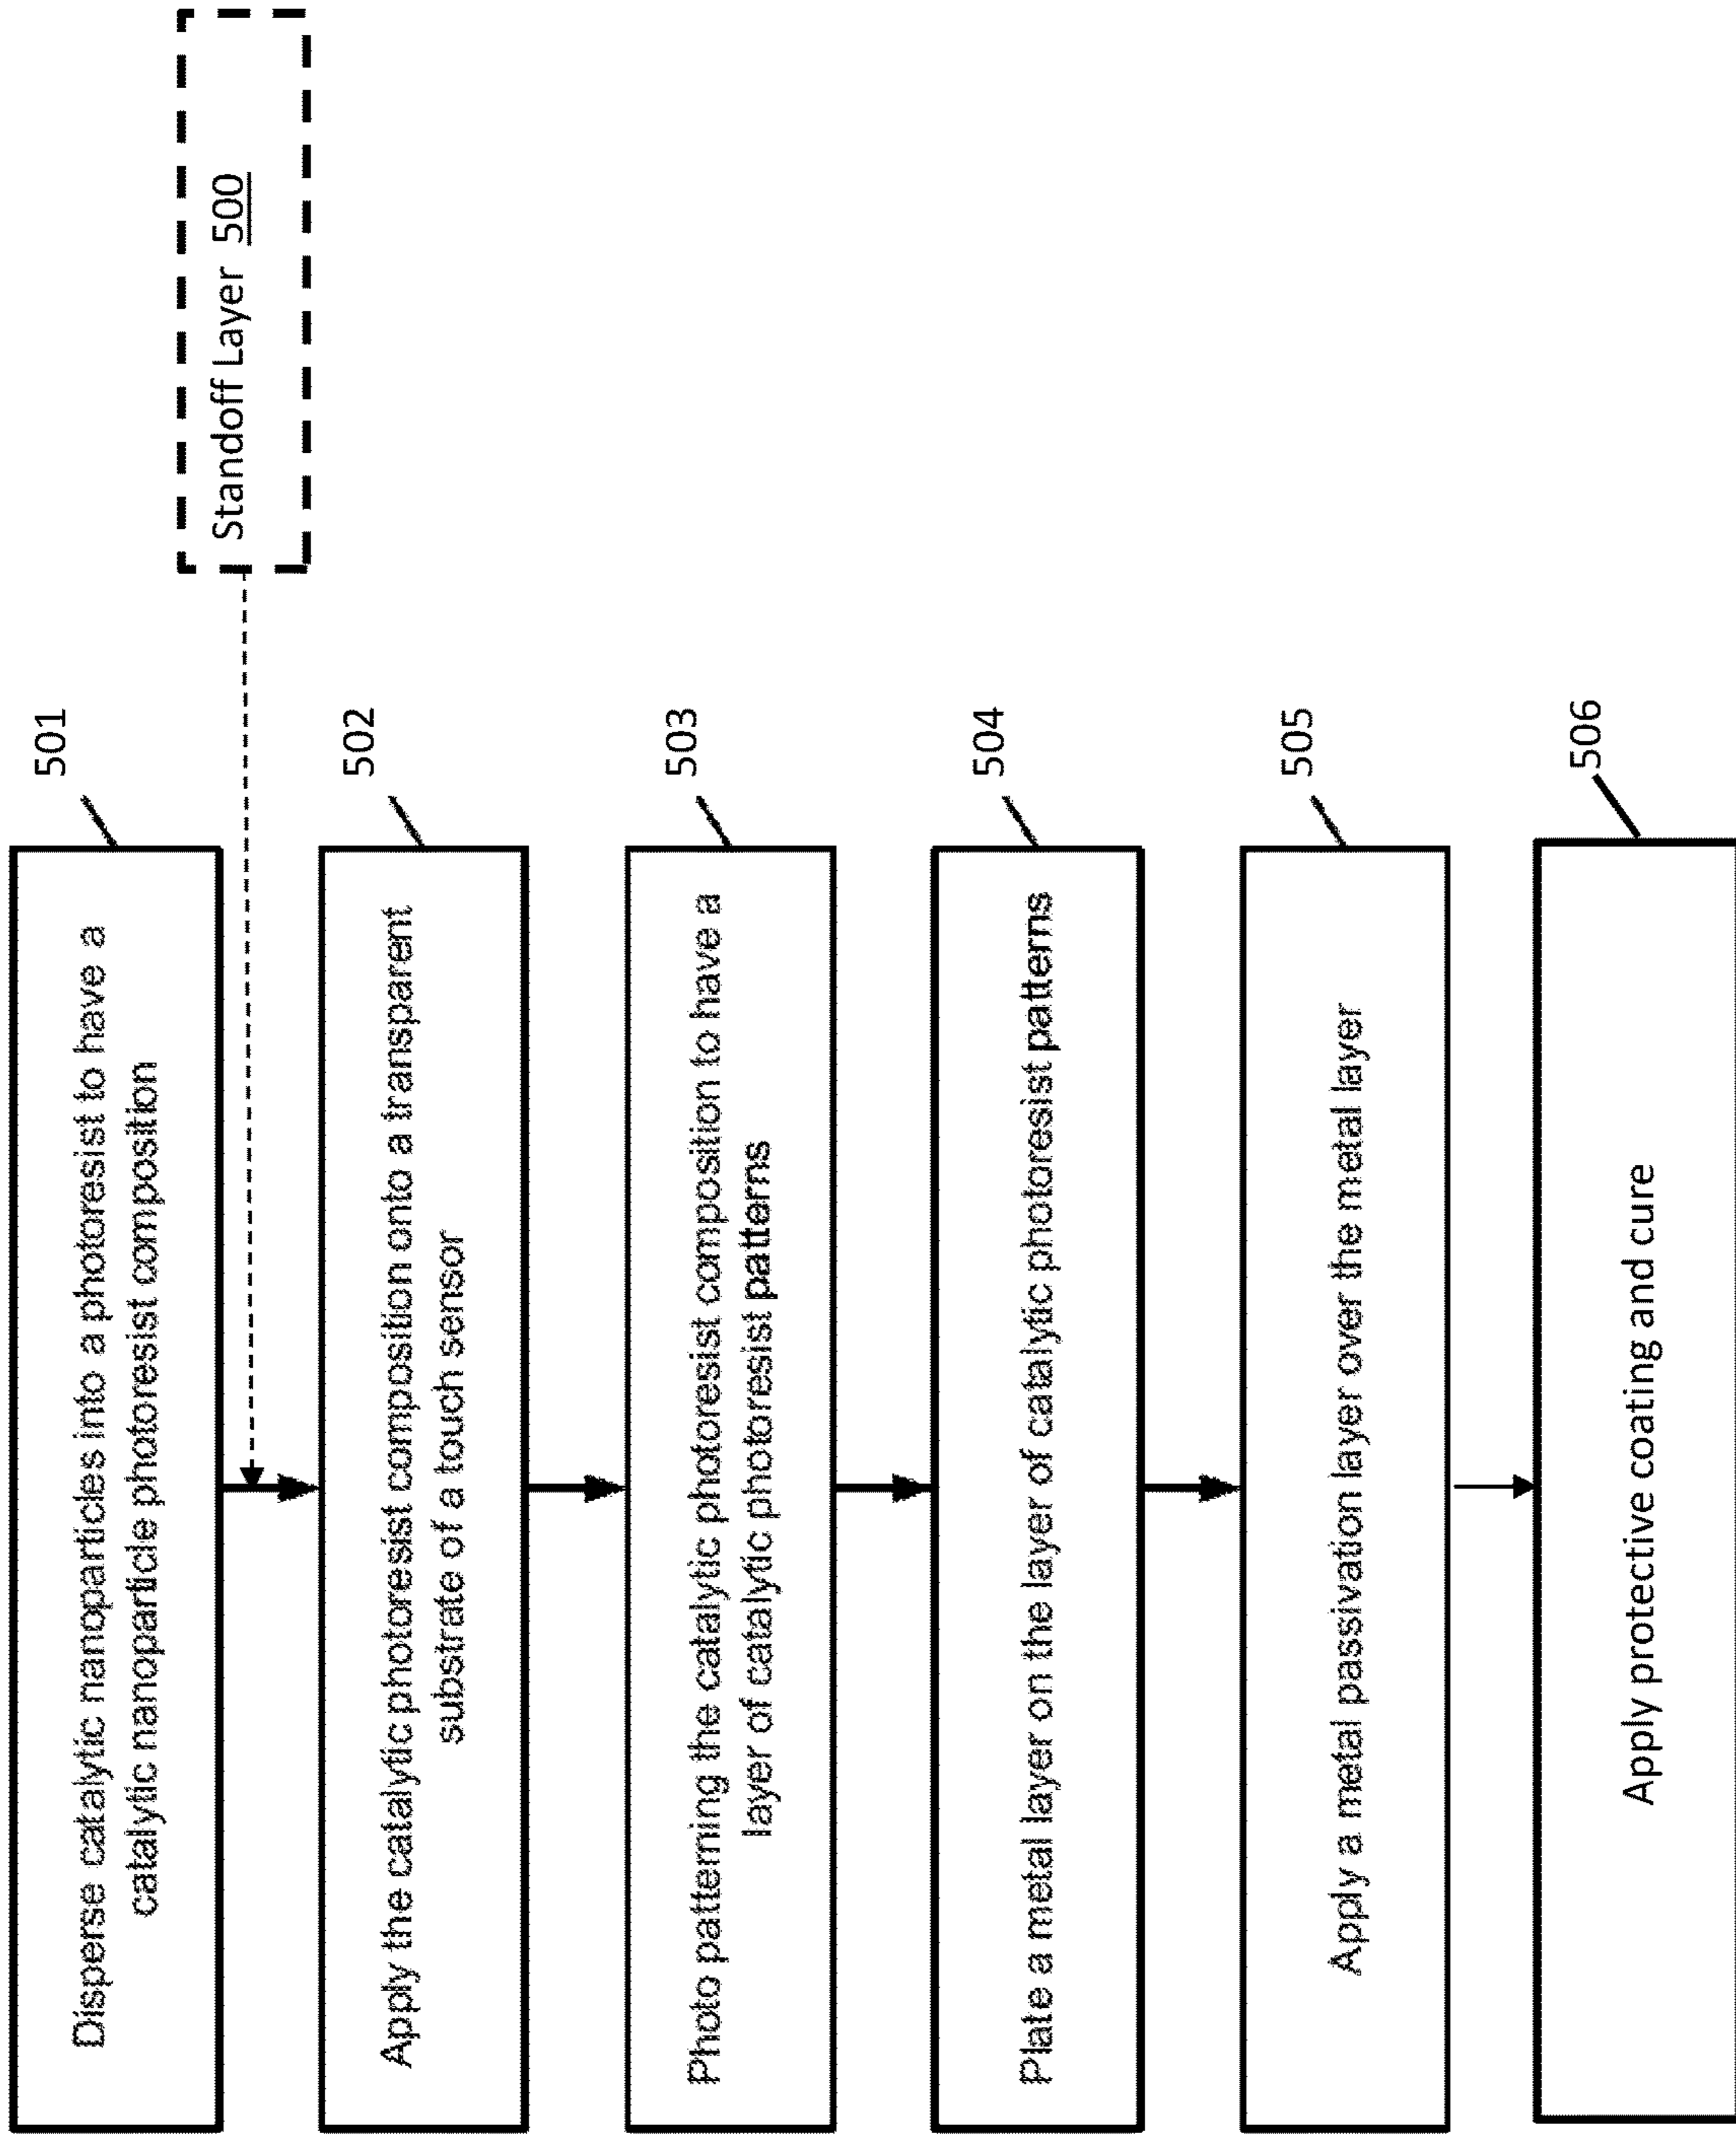 Disperse catalytic nanoparticles into a photoresist to have a
catalytic nanoparticle photoresist composition
501
Standoff Layer 500
Apply the catalytic photoresist composition onto a transparent
substrate of a touch sensor
502
Photo patterning the catalytic photoresist composition to have a
layer of catalytic photoresist patterns
503
Plate a metal layer on the layer of catalytic photoresist patterns
504
Apply a metal passivation layer over the metal layer
505
Apply protective coating and cure
506